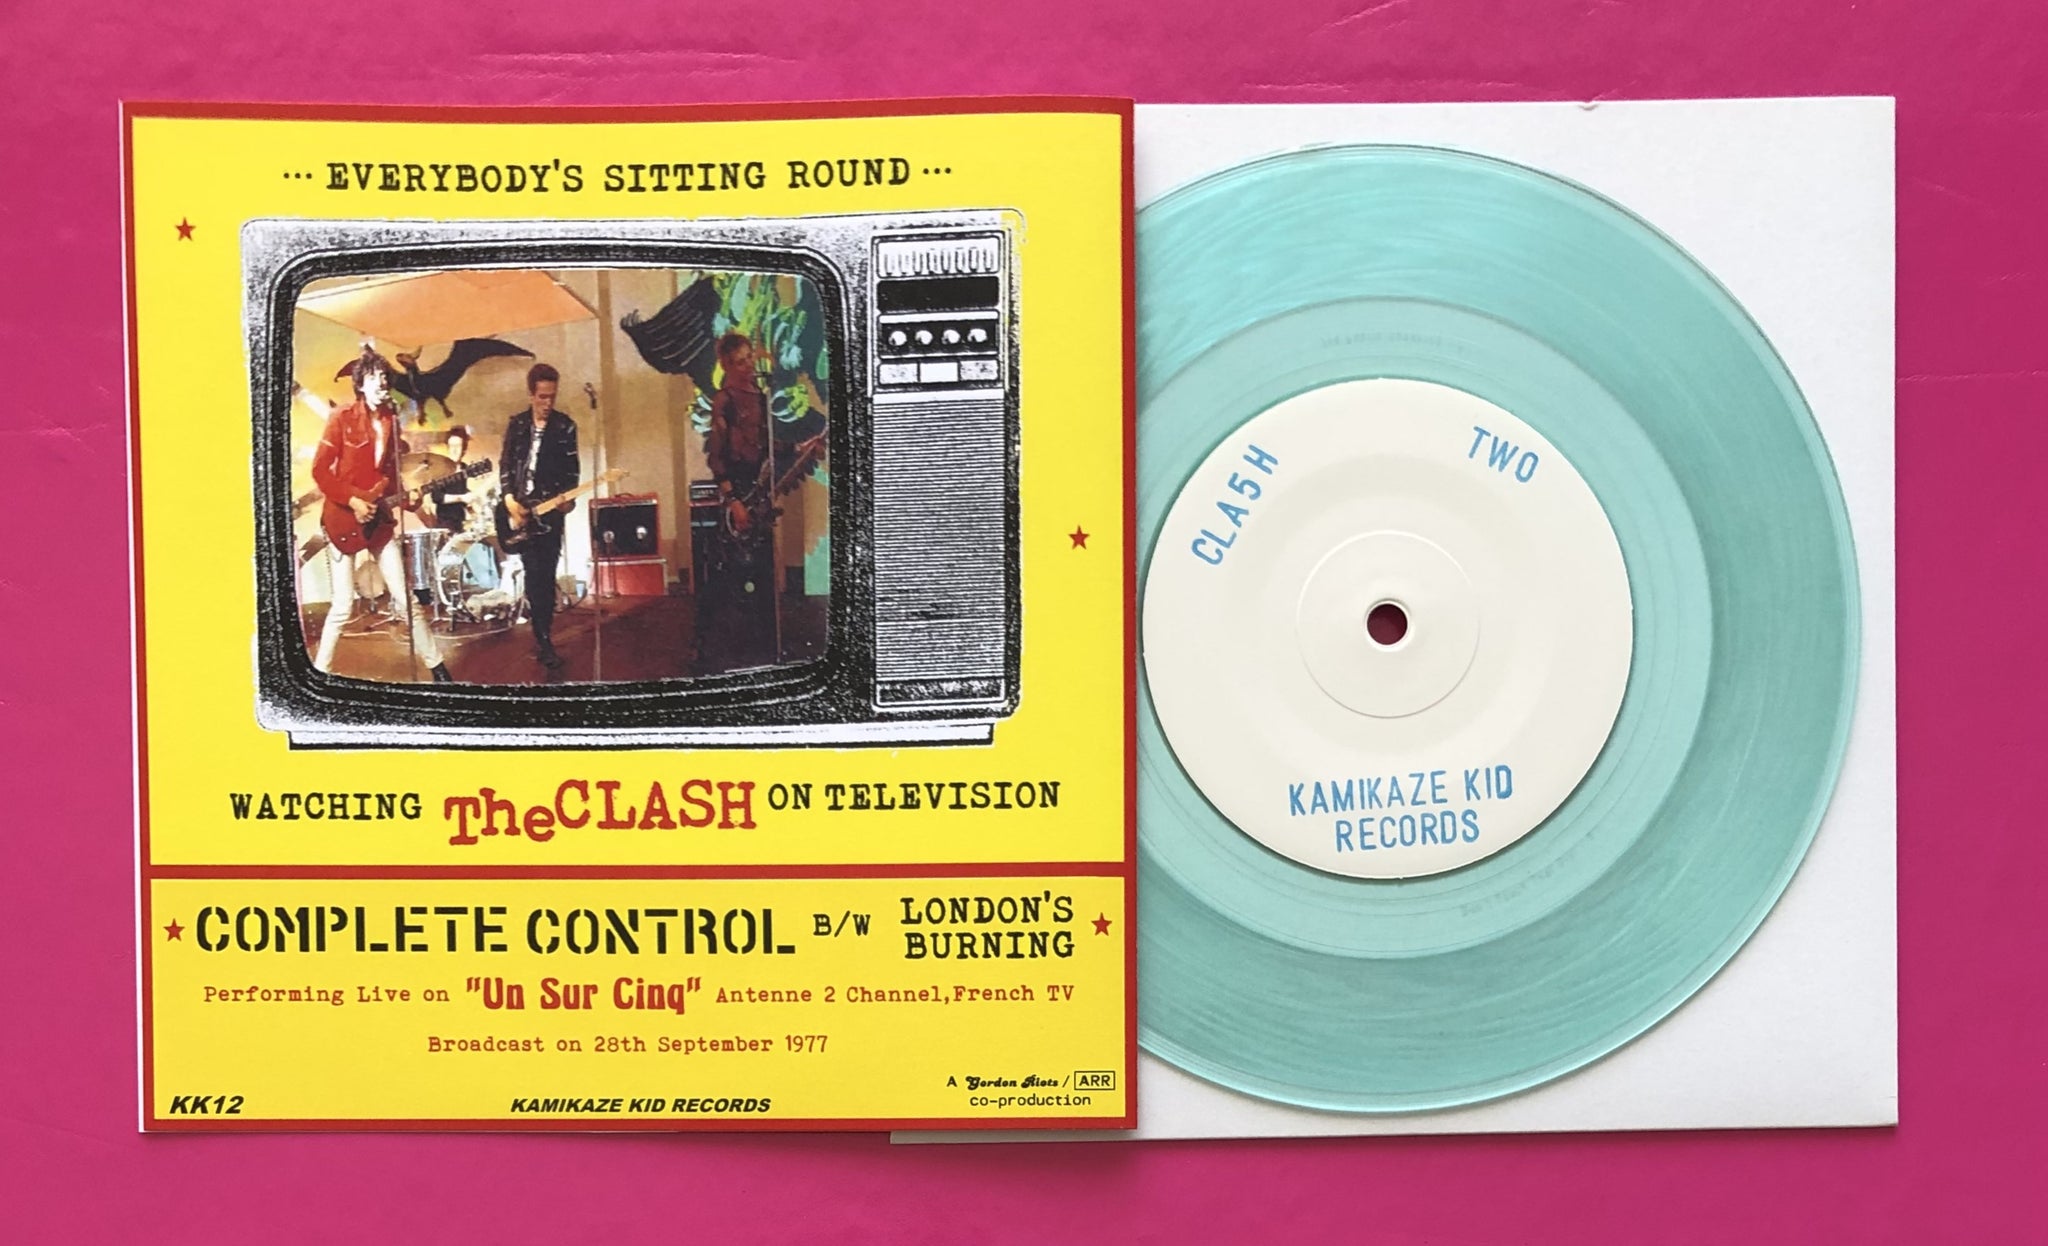 ... EVERYBODY'S SITTING ROUND ...
WATCHING The CLASH ON TELEVISION
COMPLETE CONTROL B/W LONDON'S
BURNING
Performing Live on "Un Sur Cinq" Antenne 2 Channel, French TV
Broadcast on 28th September 1977
A Gordon Riots / ARR
co-production
KK12 KAMIKAZE KID RECORDS
CLA5H TWO
KAMIKAZE KID
RECORDS